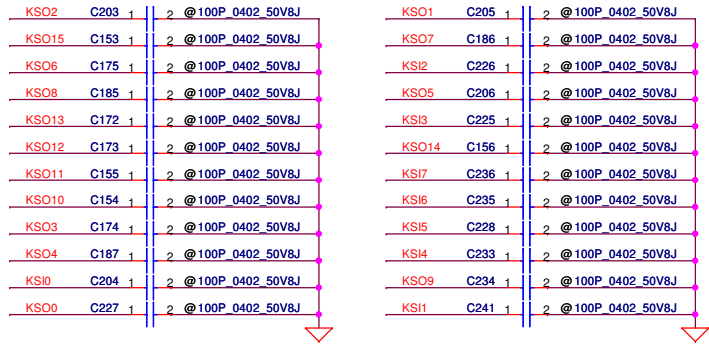 KSO2 C203 1 2 @100P_0402_50V8J KSO1 C205 1 2 @100P_0402_50V8J
KSO15 C153 1 2 @100P_0402_50V8J KSO7 C186 1 2 @100P_0402_50V8J
KSO6 C175 1 2 @100P_0402_50V8J KSI2 C226 1 2 @100P_0402_50V8J
KSO8 C185 1 2 @100P_0402_50V8J KSO5 C206 1 2 @100P_0402_50V8J
KSO13 C172 1 2 @100P_0402_50V8J KSI3 C225 1 2 @100P_0402_50V8J
KSO12 C173 1 2 @100P_0402_50V8J KSO14 C156 1 2 @100P_0402_50V8J
KSO11 C155 1 2 @100P_0402_50V8J KSI7 C236 1 2 @100P_0402_50V8J
KSO10 C154 1 2 @100P_0402_50V8J KSI6 C235 1 2 @100P_0402_50V8J
KSO3 C174 1 2 @100P_0402_50V8J KSI5 C228 1 2 @100P_0402_50V8J
KSO4 C187 1 2 @100P_0402_50V8J KSI4 C233 1 2 @100P_0402_50V8J
KSI0 C204 1 2 @100P_0402_50V8J KSO9 C234 1 2 @100P_0402_50V8J
KSO0 C227 1 2 @100P_0402_50V8J KSI1 C241 1 2 @100P_0402_50V8J